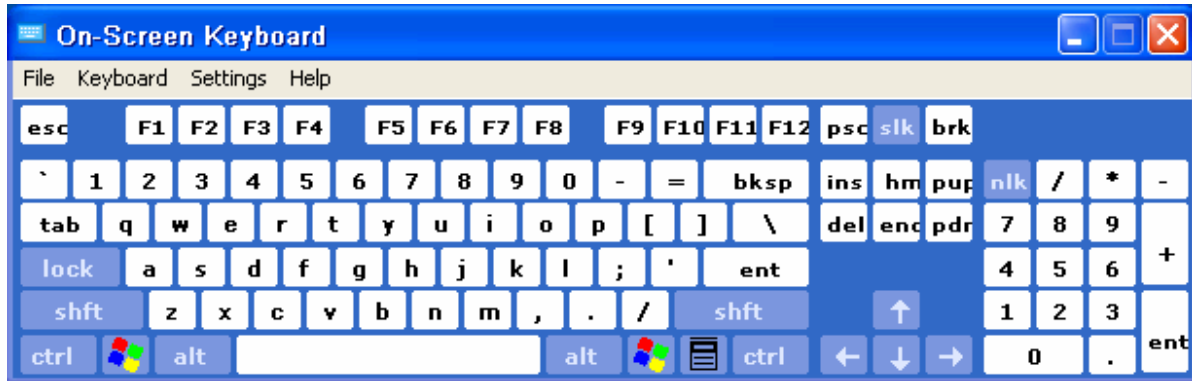 On-Screen Keyboard
File Keyboard Settings Help
esc F1 F2 F3 F4 F5 F6 F7 F8 F9 F10 F11 F12 psc slk brk
` 1 2 3 4 5 6 7 8 9 0 - = bksp ins hm pup nlk / * -
tab q w e r t y u i o p [ ] \ del end pdn 7 8 9 +
lock a s d f g h j k l ; ' ent 4 5 6
shft z x c v b n m , . / shft ↑ 1 2 3 ent
ctrl alt alt ctrl ← ↓ → 0 .